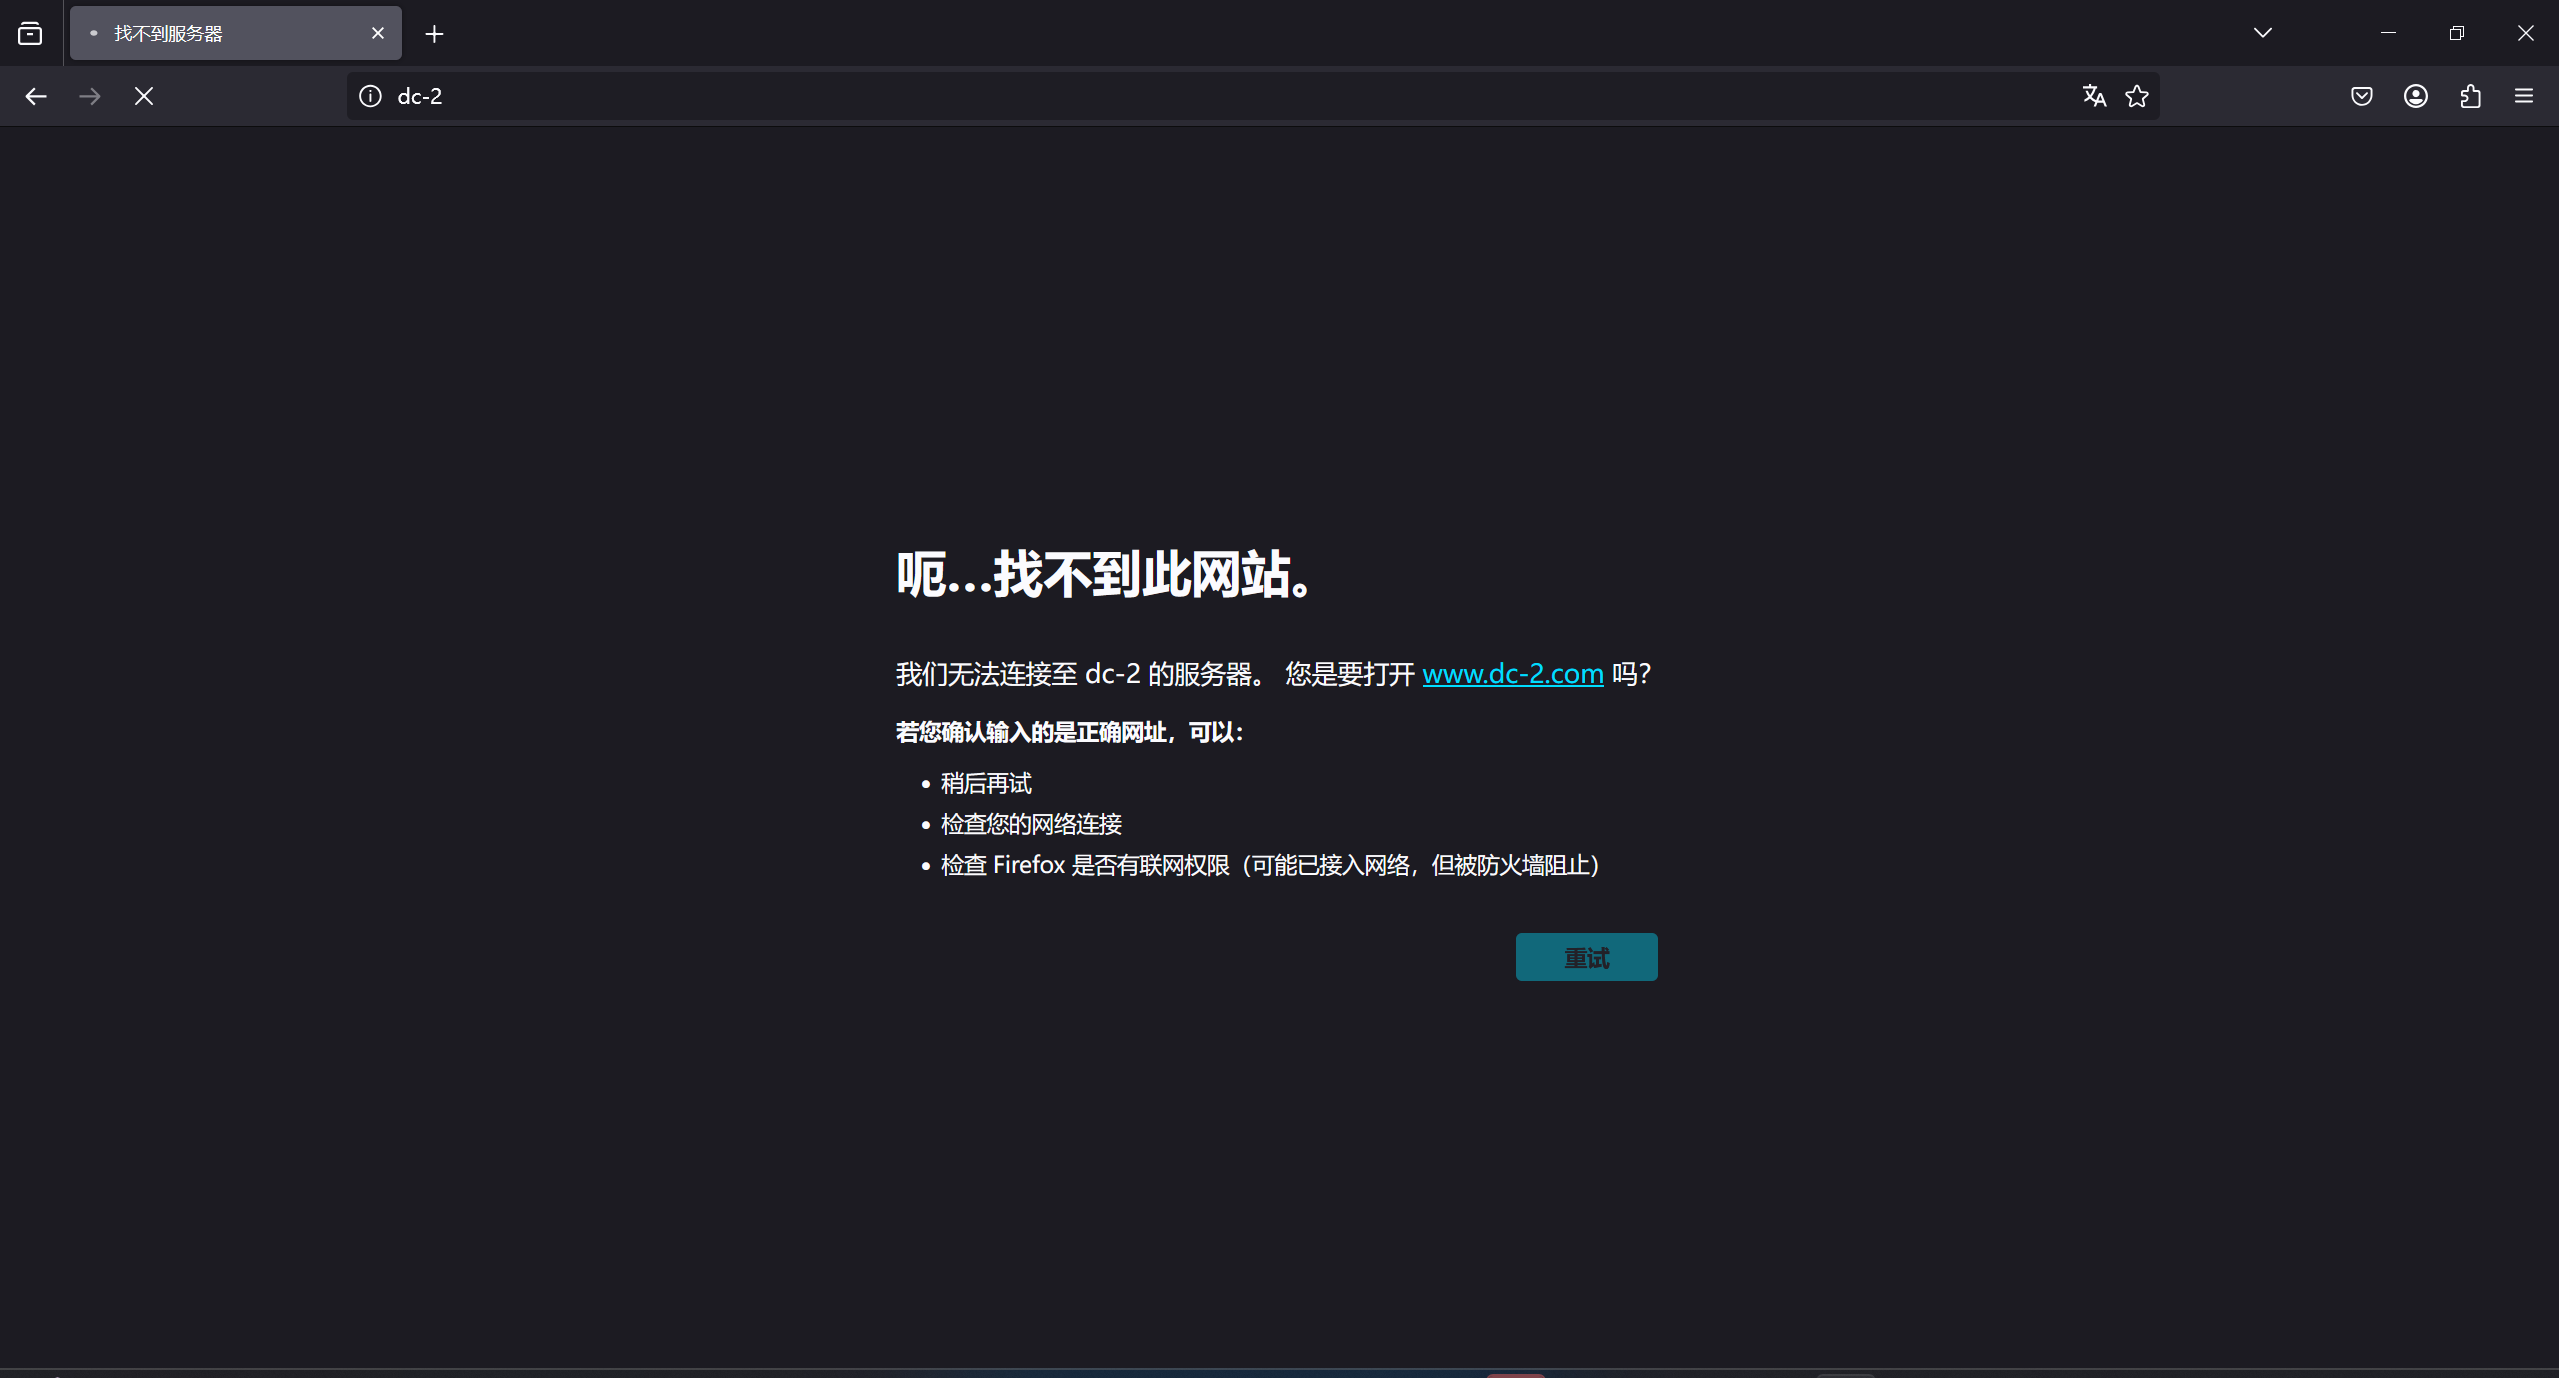 找不到服务器
dc-2
呃…找不到此网站。
我们无法连接至 dc-2 的服务器。 您是要打开 www.dc-2.com 吗？
若您确认输入的是正确网址，可以：
• 稍后再试
• 检查您的网络连接
• 检查 Firefox 是否有联网权限（可能已接入网络，但被防火墙阻止）
重试